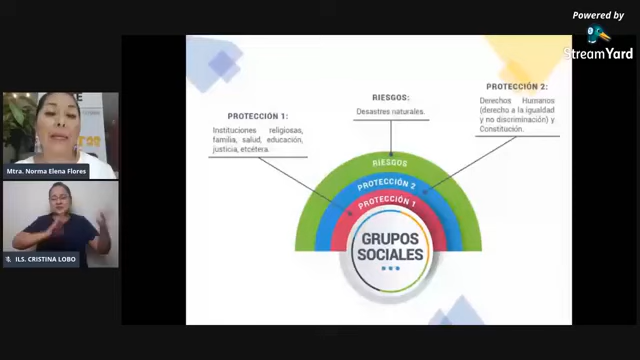 Powered by
StreamYard
PROTECCIÓN 1:
Instituciones religiosas,
familia, salud, educación,
justicia, etcétera.
RIESGOS:
Desastres naturales.
PROTECCIÓN 2:
Derechos Humanos
(derecho a la igualdad
y no discriminación) y
Constitución.
RIESGOS
PROTECCIÓN 2
PROTECCIÓN 1
GRUPOS
SOCIALES
Mtra. Norma Elena Flores
ILS. CRISTINA LOBO